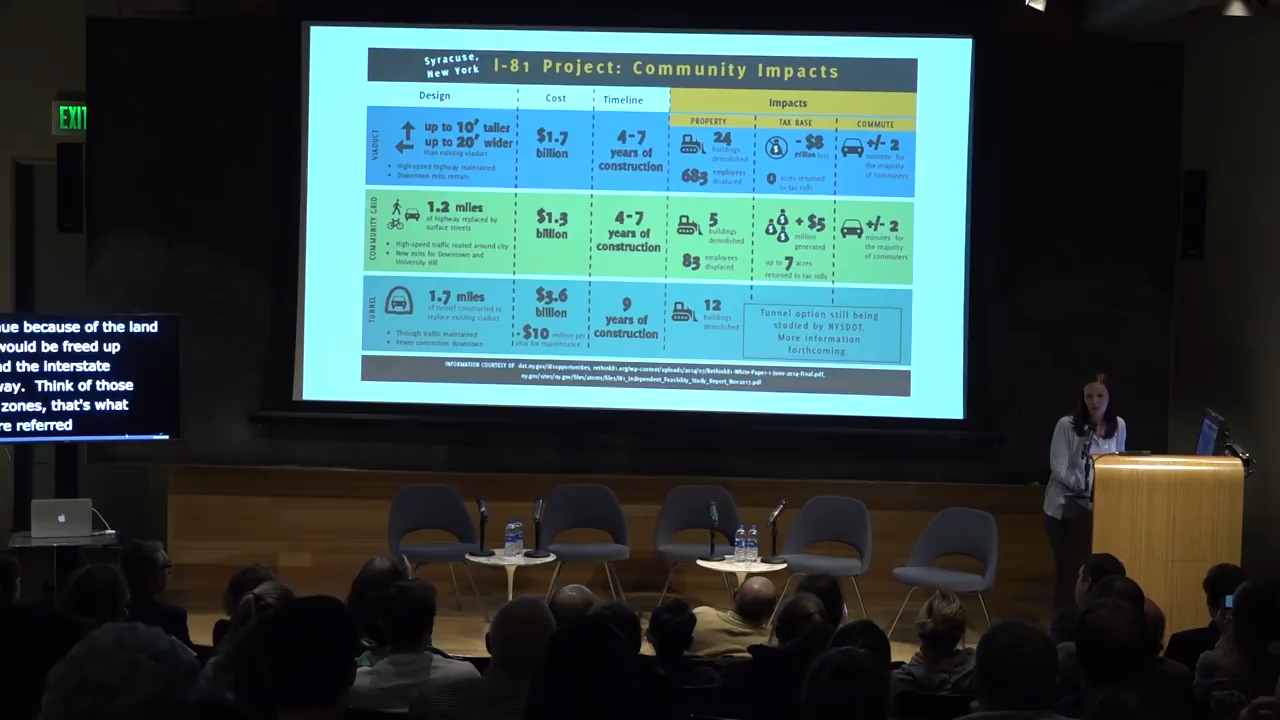 EXIT
Syracuse,
New York
I-81 Project: Community Impacts
Design
Cost
Timeline
Impacts
PROPERTY
TAX BASE
COMMUTE
VIADUCT
up to 10' taller
up to 20' wider
than existing viaduct
• High-speed highway maintained
• Downtown exits remain
$1.7
billion
4-7
years of
construction
24
buildings
demolished
683
employees
displaced
- $8
million lost
0
acres returned
to tax rolls
+/- 2
minutes for
the majority
of commuters
COMMUNITY GRID
1.2 miles
of highway replaced by
surface streets
• High-speed traffic routed around city
• New exits for Downtown and
University Hill
$1.3
billion
4-7
years of
construction
5
buildings
demolished
83
employees
displaced
+ $5
million
generated
up to 7 acres
returned to tax rolls
+/- 2
minutes for
the majority
of commuters
TUNNEL
1.7 miles
of tunnel constructed to
replace existing viaduct
• Through traffic maintained
• Fewer connectors downtown
$3.6
billion
+ $10 million per
year for maintenance
9
years of
construction
12
buildings
demolished
Tunnel option still being
studied by NYSDOT.
More information
forthcoming.
INFORMATION COURTESY OF
ue because of the land
would be freed up
nd the Interstate
way. Think of those
zones, that's what
re referred